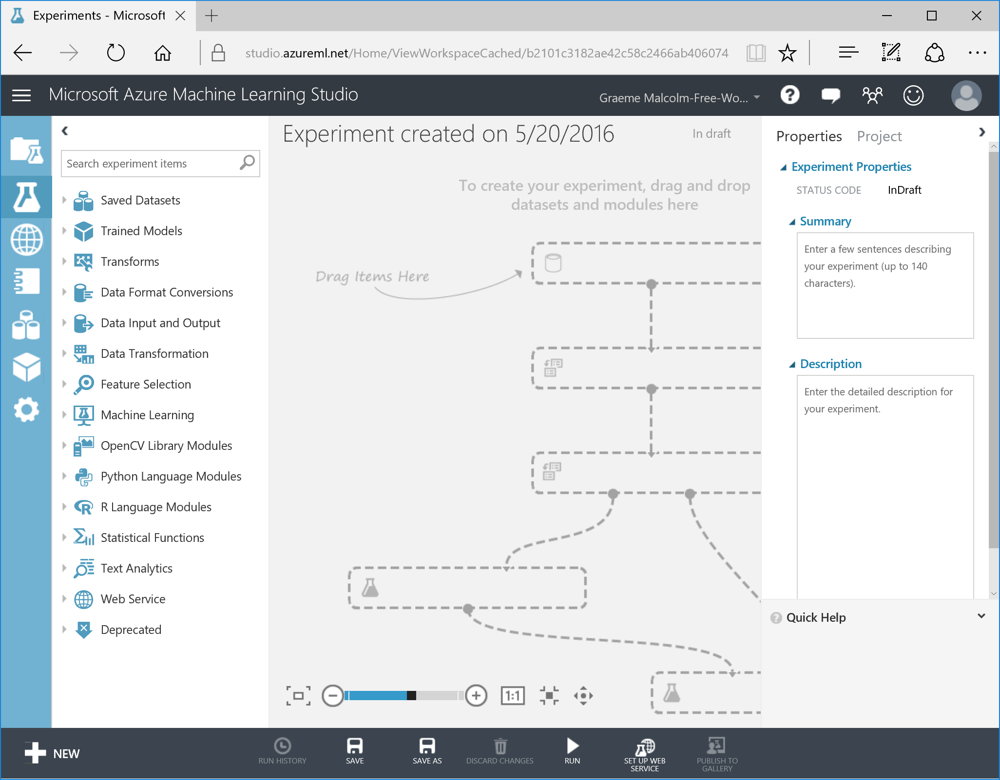 Experiments - Microsoft
studio.azureml.net/Home/ViewWorkspaceCached/b2101c3182ae42c58c2466ab406074
Microsoft Azure Machine Learning Studio
Graeme Malcolm-Free-Wo...
Search experiment items
Saved Datasets
Trained Models
Transforms
Data Format Conversions
Data Input and Output
Data Transformation
Feature Selection
Machine Learning
OpenCV Library Modules
Python Language Modules
R Language Modules
Statistical Functions
Text Analytics
Web Service
Deprecated
Experiment created on 5/20/2016
In draft
To create your experiment, drag and drop
datasets and modules here
Drag Items Here
1:1
Properties
Project
Experiment Properties
STATUS CODE InDraft
Summary
Enter a few sentences describing
your experiment (up to 140
characters).
Description
Enter the detailed description for
your experiment.
Quick Help
NEW
RUN HISTORY
SAVE
SAVE AS
DISCARD CHANGES
RUN
SET UP WEB
SERVICE
PUBLISH TO
GALLERY